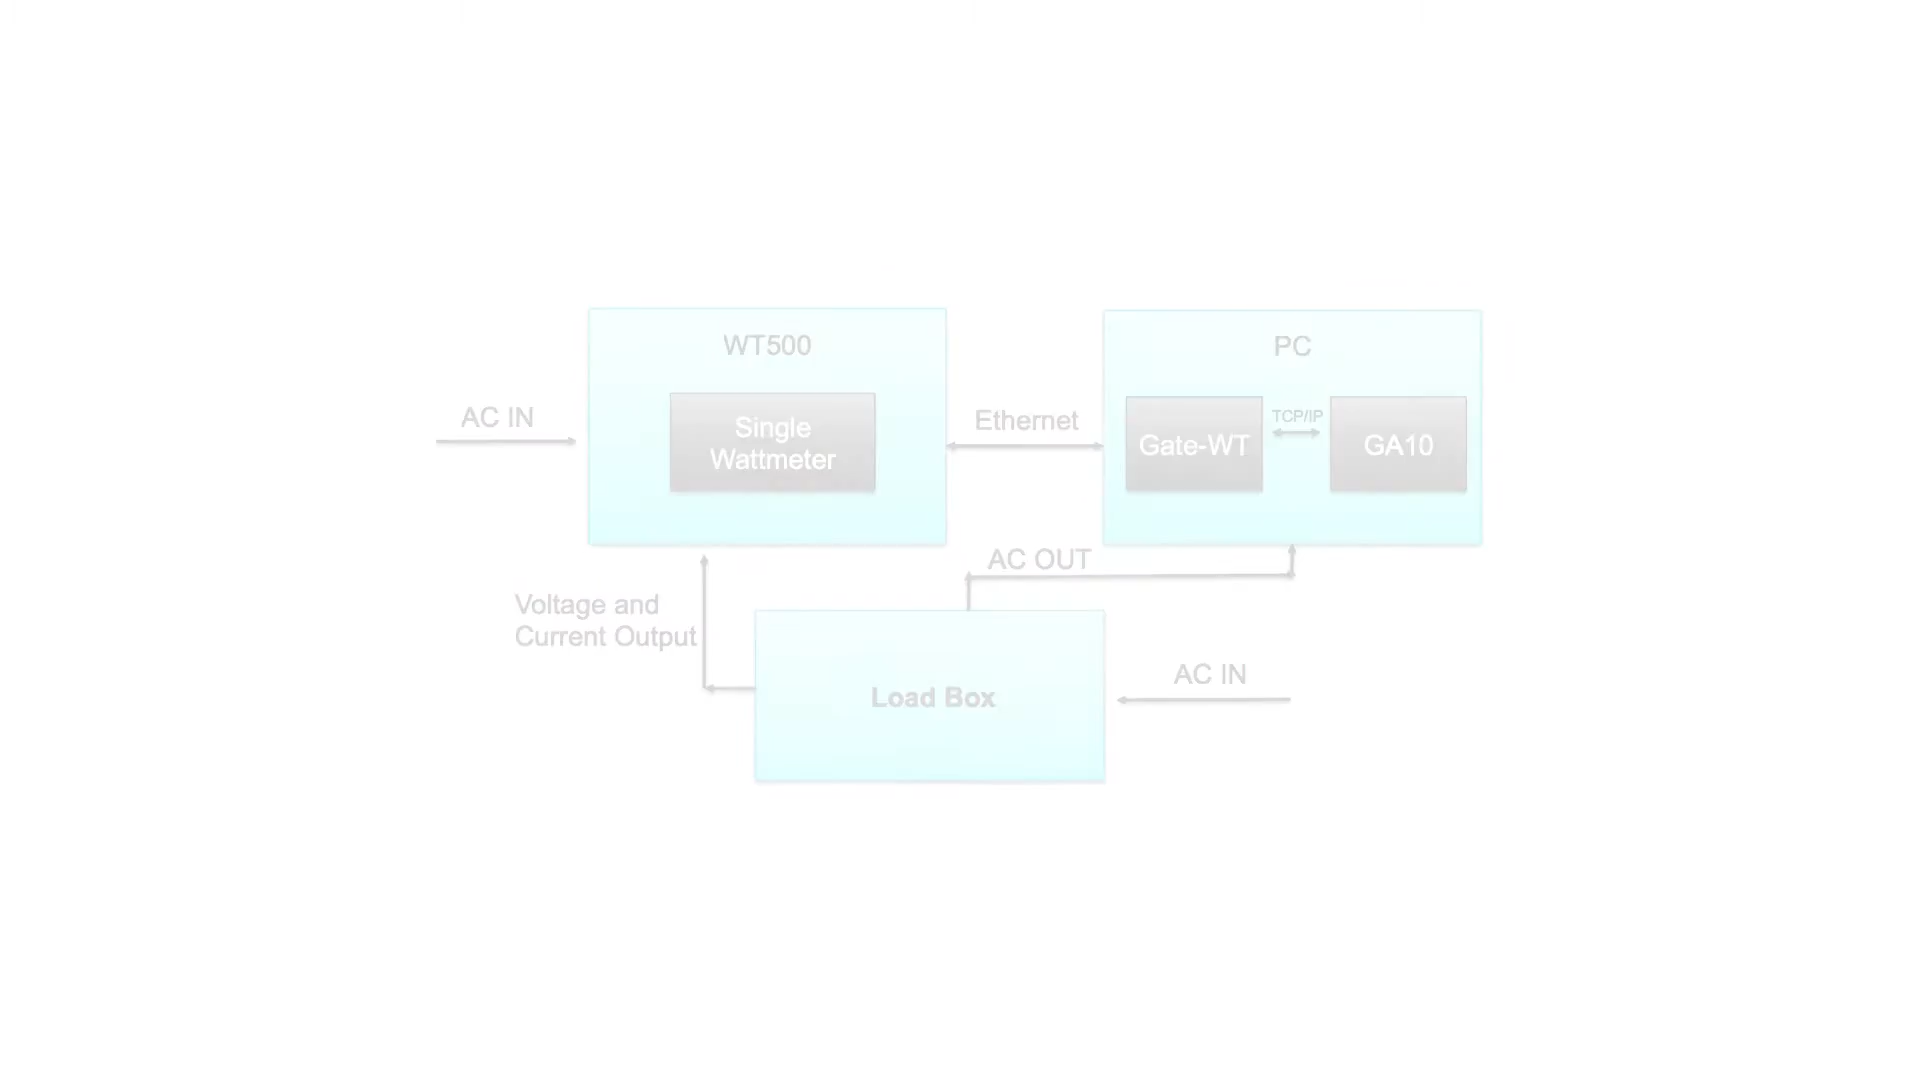 WT500
PC
AC IN
Single
Wattmeter
Ethernet
Gate-WT
TCP/IP
GA10
AC OUT
Voltage and
Current Output
Load Box
AC IN